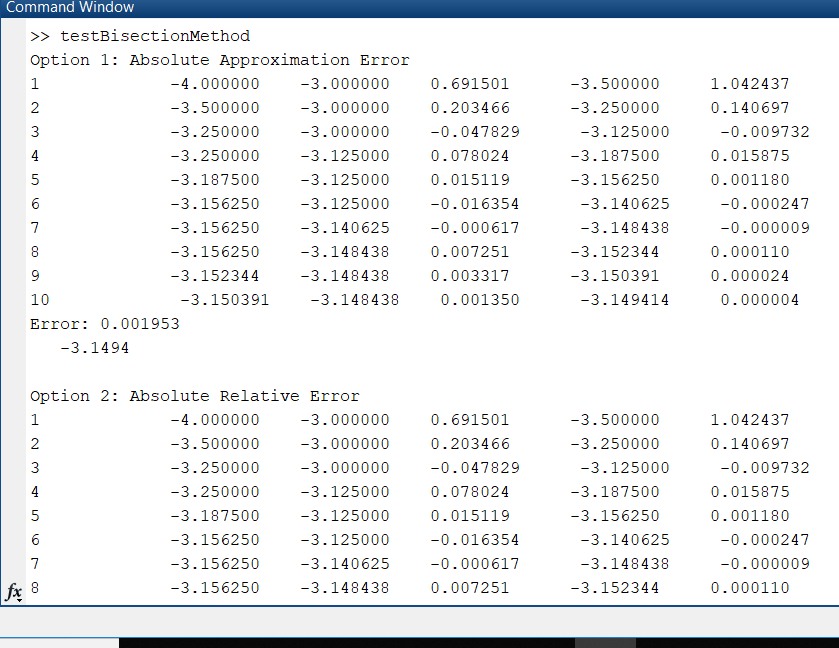 Command Window
>> testBisectionMethod
Option 1: Absolute Approximation Error
1 -4.000000 -3.000000 0.691501 -3.500000 1.042437
2 -3.500000 -3.000000 0.203466 -3.250000 0.140697
3 -3.250000 -3.000000 -0.047829 -3.125000 -0.009732
4 -3.250000 -3.125000 0.078024 -3.187500 0.015875
5 -3.187500 -3.125000 0.015119 -3.156250 0.001180
6 -3.156250 -3.125000 -0.016354 -3.140625 -0.000247
7 -3.156250 -3.140625 -0.000617 -3.148438 -0.000009
8 -3.156250 -3.148438 0.007251 -3.152344 0.000110
9 -3.152344 -3.148438 0.003317 -3.150391 0.000024
10 -3.150391 -3.148438 0.001350 -3.149414 0.000004
Error: 0.001953
-3.1494
Option 2: Absolute Relative Error
1 -4.000000 -3.000000 0.691501 -3.500000 1.042437
2 -3.500000 -3.000000 0.203466 -3.250000 0.140697
3 -3.250000 -3.000000 -0.047829 -3.125000 -0.009732
4 -3.250000 -3.125000 0.078024 -3.187500 0.015875
5 -3.187500 -3.125000 0.015119 -3.156250 0.001180
6 -3.156250 -3.125000 -0.016354 -3.140625 -0.000247
7 -3.156250 -3.140625 -0.000617 -3.148438 -0.000009
fx 8 -3.156250 -3.148438 0.007251 -3.152344 0.000110